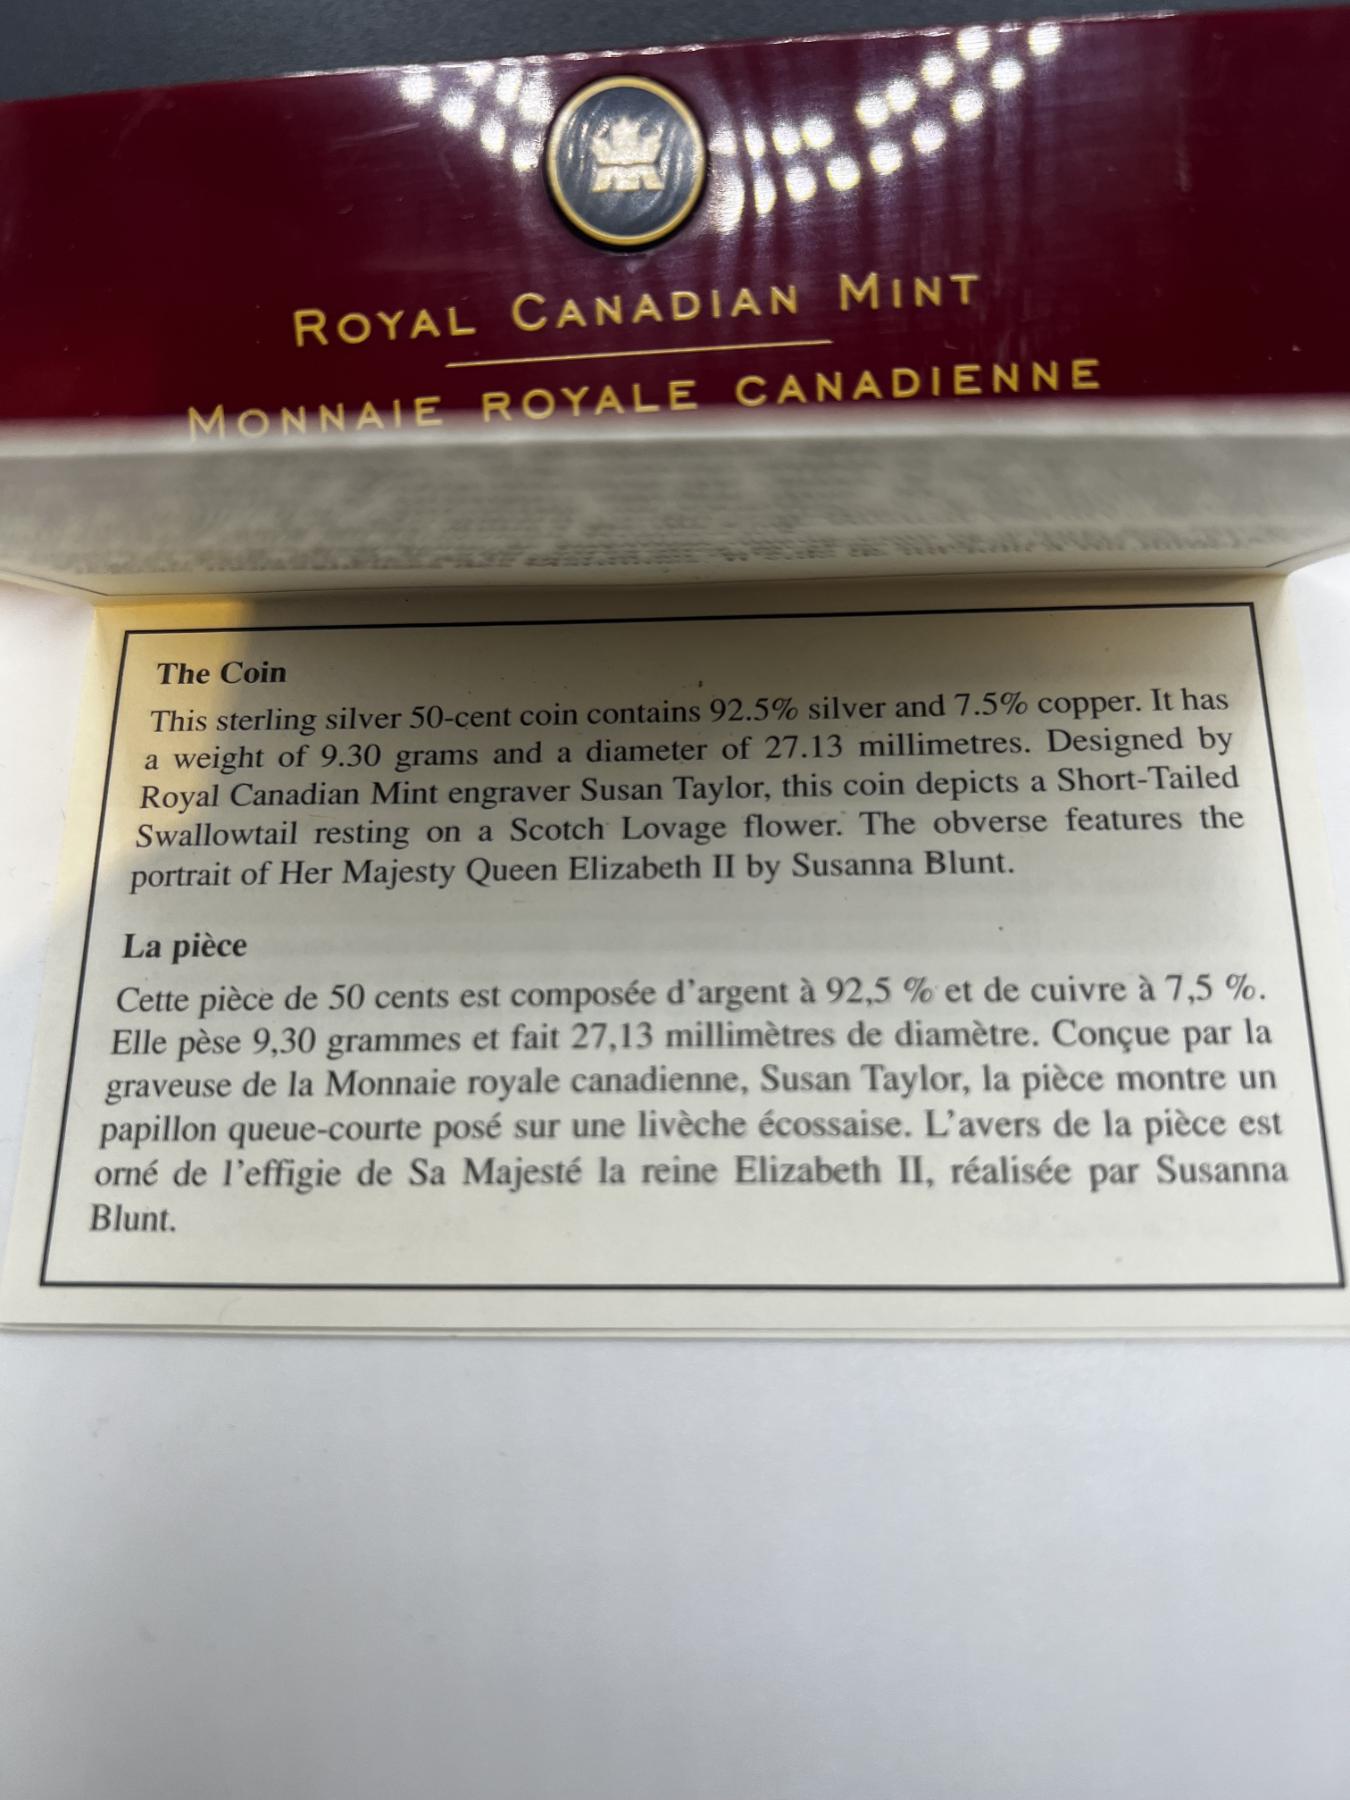 ROYAL CANADIAN MINT
MONNAIE ROYALE CANADIENNE
The Coin
This sterling silver 50-cent coin contains 92.5% silver and 7.5% copper. It has
a weight of 9.30 grams and a diameter of 27.13 millimetres. Designed by
Royal Canadian Mint engraver Susan Taylor, this coin depicts a Short-Tailed
Swallowtail resting on a Scotch Lovage flower. The obverse features the
portrait of Her Majesty Queen Elizabeth II by Susanna Blunt.
La pièce
Cette pièce de 50 cents est composée d'argent à 92,5 % et de cuivre à 7,5 %.
Elle pèse 9,30 grammes et fait 27,13 millimètres de diamètre. Conçue par la
graveuse de la Monnaie royale canadienne, Susan Taylor, la pièce montre un
papillon queue-courte posé sur une livèche écossaise. L'avers de la pièce est
orné de l'effigie de Sa Majesté la reine Elizabeth II, réalisée par Susanna
Blunt.